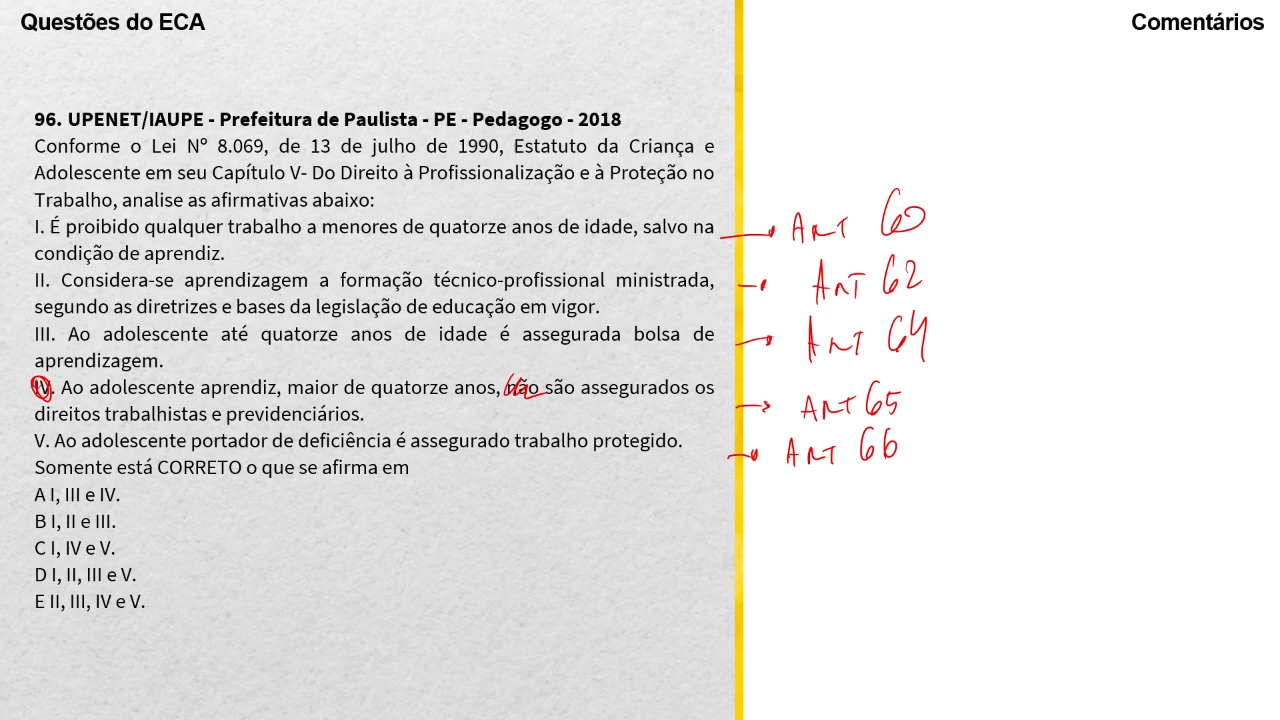 Questões do ECA
Comentários
96. UPENET/IAUPE - Prefeitura de Paulista - PE - Pedagogo - 2018
Conforme o Lei Nº 8.069, de 13 de julho de 1990, Estatuto da Criança e
Adolescente em seu Capítulo V- Do Direito à Profissionalização e à Proteção no
Trabalho, analise as afirmativas abaixo:
I. É proibido qualquer trabalho a menores de quatorze anos de idade, salvo na
condição de aprendiz.
II. Considera-se aprendizagem a formação técnico-profissional ministrada,
segundo as diretrizes e bases da legislação de educação em vigor.
III. Ao adolescente até quatorze anos de idade é assegurada bolsa de
aprendizagem.
IV. Ao adolescente aprendiz, maior de quatorze anos, não são assegurados os
direitos trabalhistas e previdenciários.
V. Ao adolescente portador de deficiência é assegurado trabalho protegido.
Somente está CORRETO o que se afirma em
A I, III e IV.
B I, II e III.
C I, IV e V.
D I, II, III e V.
E II, III, IV e V.
ART 60
ART 62
ART 64
ART 65
ART 66